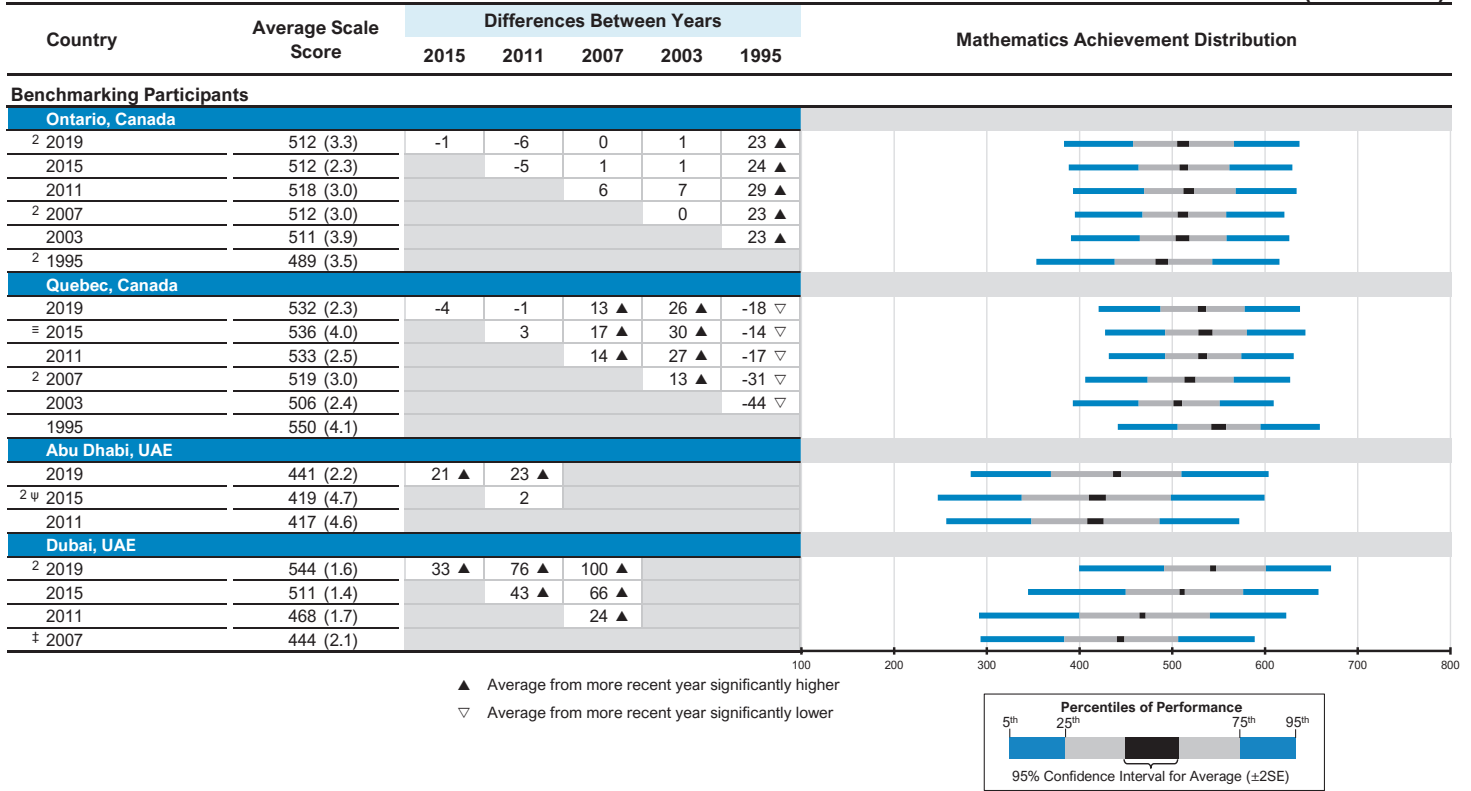 Country Average Scale Score Differences Between Years Mathematics Achievement Distribution
2015 2011 2007 2003 1995
Benchmarking Participants
Ontario, Canada
2 2019 512 (3.3) -1 -6 0 1 23 ▲
2015 512 (2.3) -5 1 1 24 ▲
2011 518 (3.0) 6 7 29 ▲
2 2007 512 (3.0) 0 23 ▲
2003 511 (3.9) 23 ▲
2 1995 489 (3.5)
Quebec, Canada
2019 532 (2.3) -4 -1 13 ▲ 26 ▲ -18 ▽
≡ 2015 536 (4.0) 3 17 ▲ 30 ▲ -14 ▽
2011 533 (2.5) 14 ▲ 27 ▲ -17 ▽
2 2007 519 (3.0) 13 ▲ -31 ▽
2003 506 (2.4) -44 ▽
1995 550 (4.1)
Abu Dhabi, UAE
2019 441 (2.2) 21 ▲ 23 ▲
2 ψ 2015 419 (4.7) 2
2011 417 (4.6)
Dubai, UAE
2 2019 544 (1.6) 33 ▲ 76 ▲ 100 ▲
2015 511 (1.4) 43 ▲ 66 ▲
2011 468 (1.7) 24 ▲
‡ 2007 444 (2.1)
100 200 300 400 500 600 700 800
▲ Average from more recent year significantly higher
▽ Average from more recent year significantly lower
Percentiles of Performance
5th 25th 75th 95th
95% Confidence Interval for Average (±2SE)